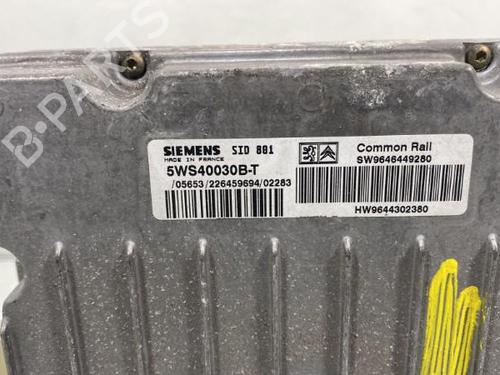 SIEMENS SID 801
MADE IN FRANCE
5WS40030B-T
/05653/226459694/02283
Common Rail
SW9646449280
HW9644302380
B-PARTS